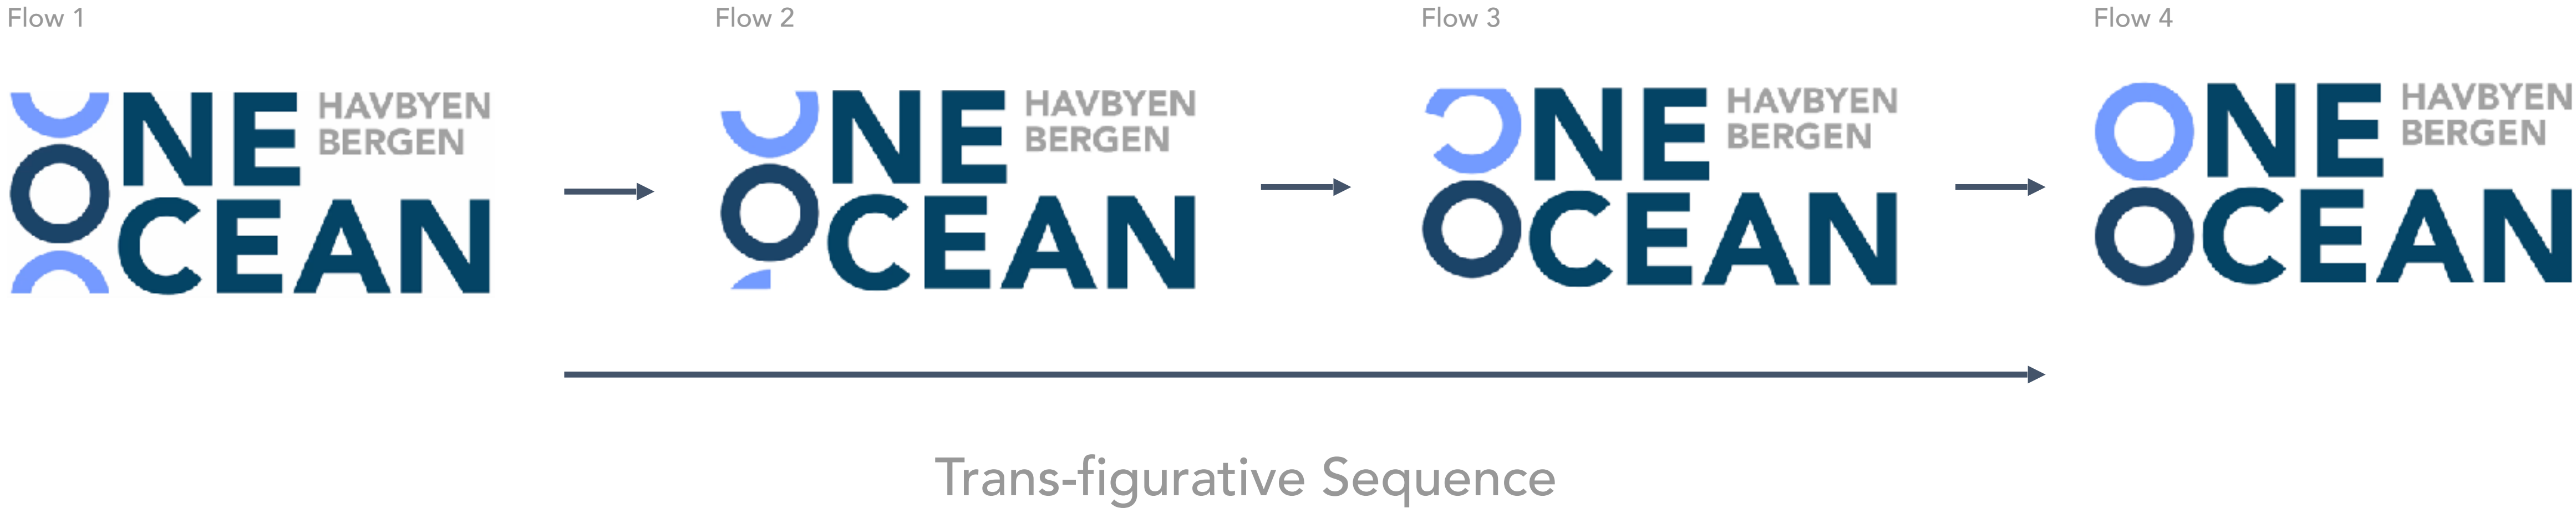 Flow 1
Flow 2
Flow 3
Flow 4
ONE HAVBYEN
BERGEN
OCEAN
ONE HAVBYEN
BERGEN
OCEAN
ONE HAVBYEN
BERGEN
OCEAN
ONE HAVBYEN
BERGEN
OCEAN
Trans-figurative Sequence